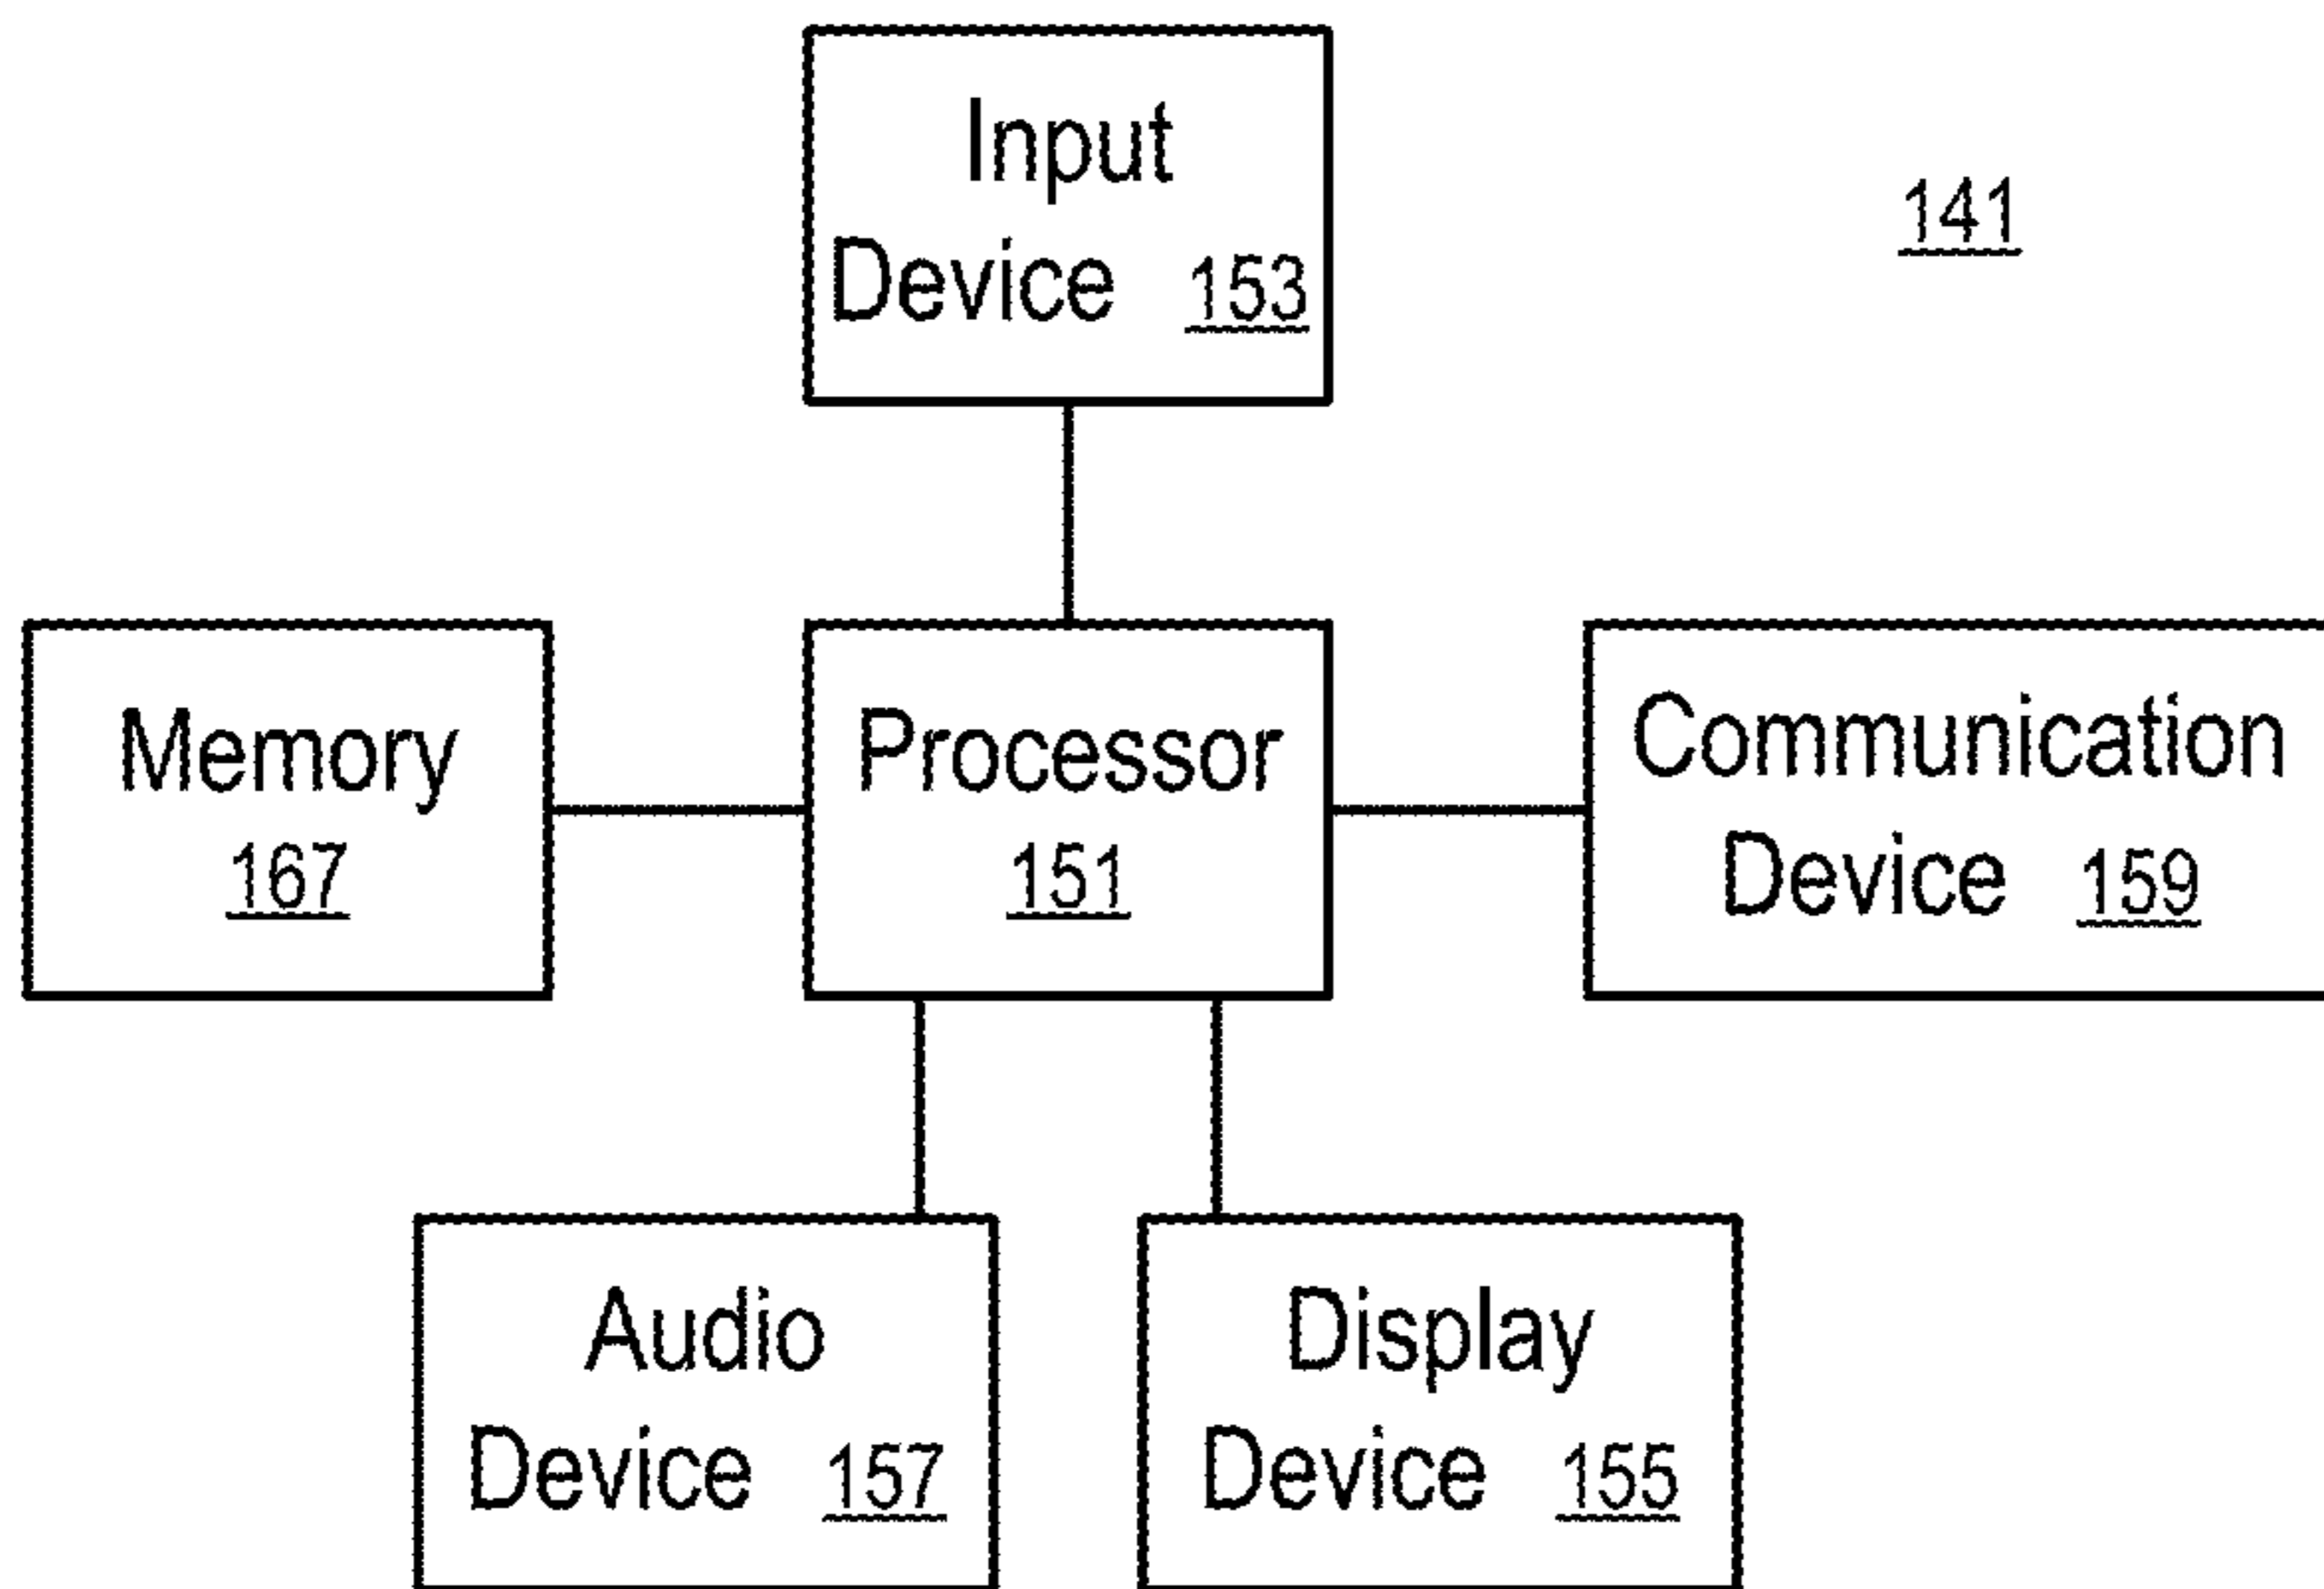 Input
Device 153
141
Memory
167
Processor
151
Communication
Device 159
Audio
Device 157
Display
Device 155